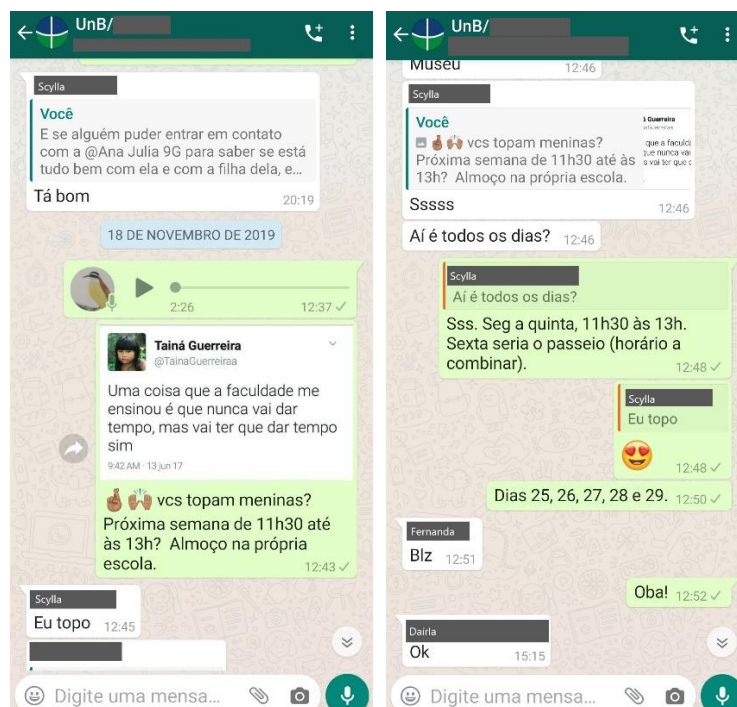 UnB/
Scylla
Você
E se alguém puder entrar em contato
com a @Ana Julia 9G para saber se está
tudo bem com ela e com a filha dela, e...
Tá bom 20:19
18 DE NOVEMBRO DE 2019
2:26 12:37
Tainá Guerreira
@TainaGuerreiraa
Uma coisa que a faculdade me
ensinou é que nunca vai dar
tempo, mas vai ter que dar tempo
sim
9:42 AM · 13 jun 17
🤞🏽 🙌🏽 vcs topam meninas?
Próxima semana de 11h30 até
às 13h? Almoço na própria
escola. 12:43
Scylla
Eu topo 12:45
Digite uma mensa...
UnB/
Museu 12:46
Scylla
Você
🤞🏽 🙌🏽 vcs topam meninas?
Próxima semana de 11h30 até às
13h? Almoço na própria escola.
Sssss 12:46
Aí é todos os dias? 12:46
Scylla
Aí é todos os dias?
Sss. Seg a quinta, 11h30 às 13h.
Sexta seria o passeio (horário a
combinar). 12:48
Scylla
Eu topo
😍 12:48
Dias 25, 26, 27, 28 e 29. 12:50
Fernanda
Blz 12:51
Oba! 12:52
Dairla
Ok 15:15
Digite uma mensa...